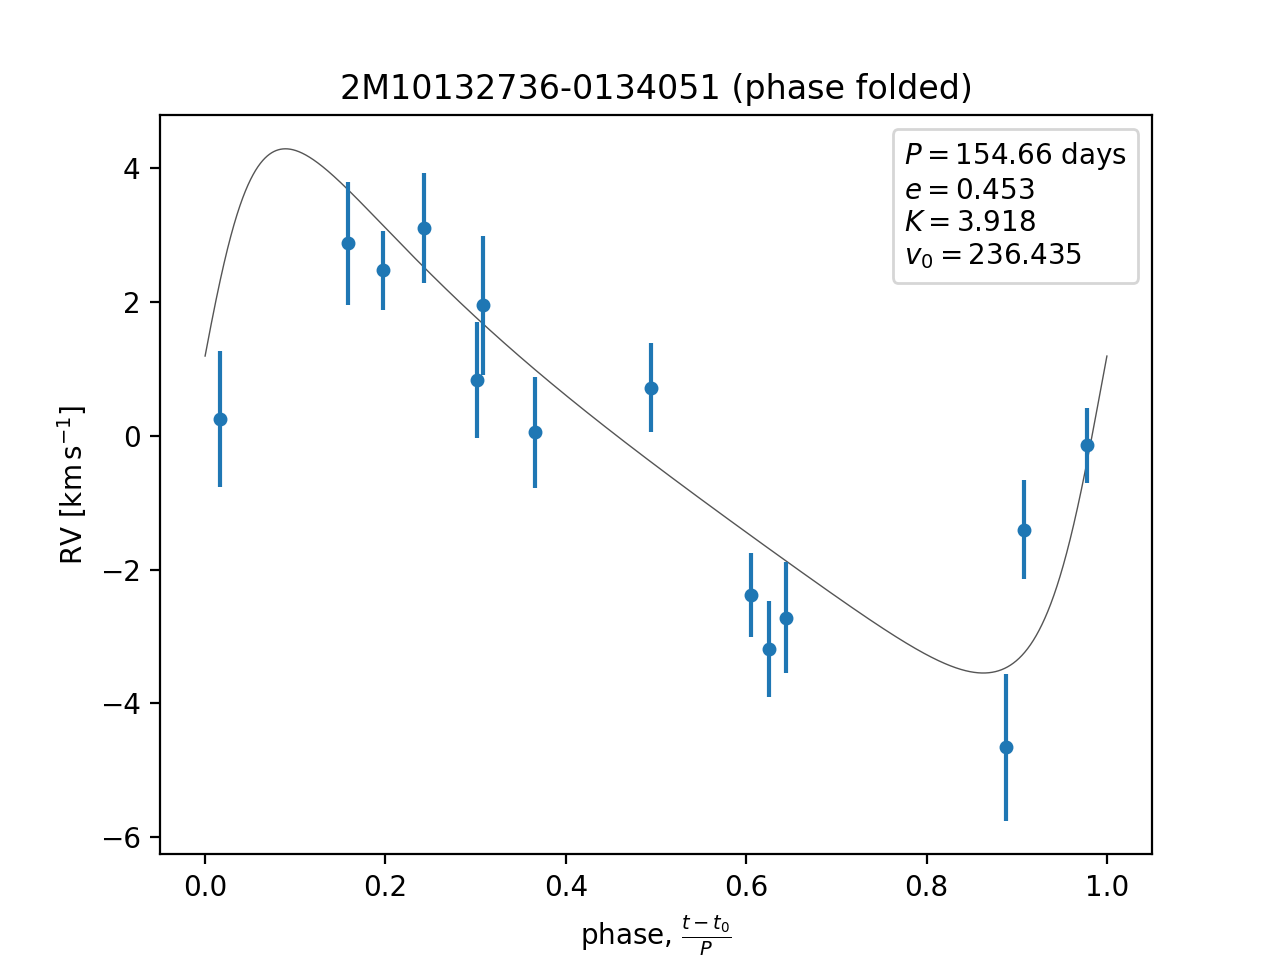 2M10132736-0134051 (phase folded)
P = 154.66 days
e = 0.453
K = 3.918
v₀ = 236.435
4
2
0
−2
−4
−6
RV [km s⁻¹]
0.0 0.2 0.4 0.6 0.8 1.0
phase, (t − t₀)/P